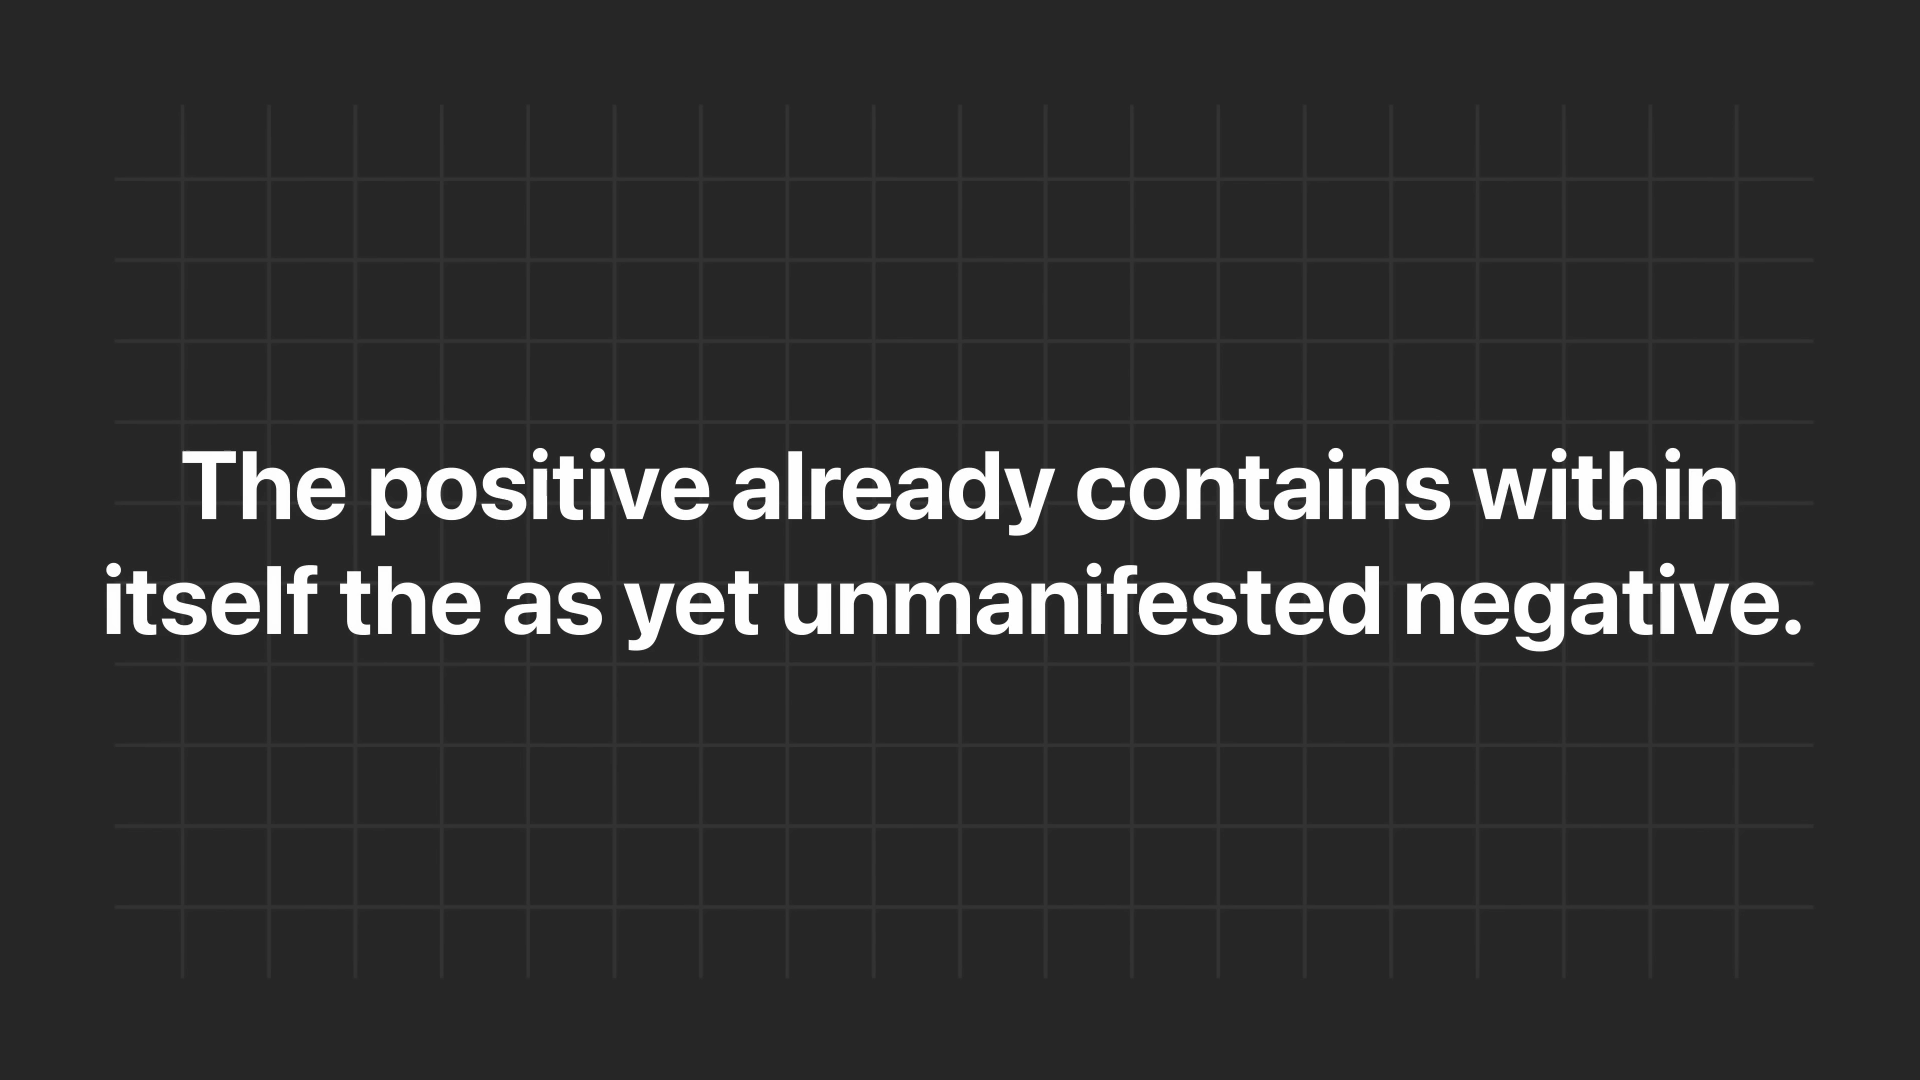 The positive already contains within
itself the as yet unmanifested negative.